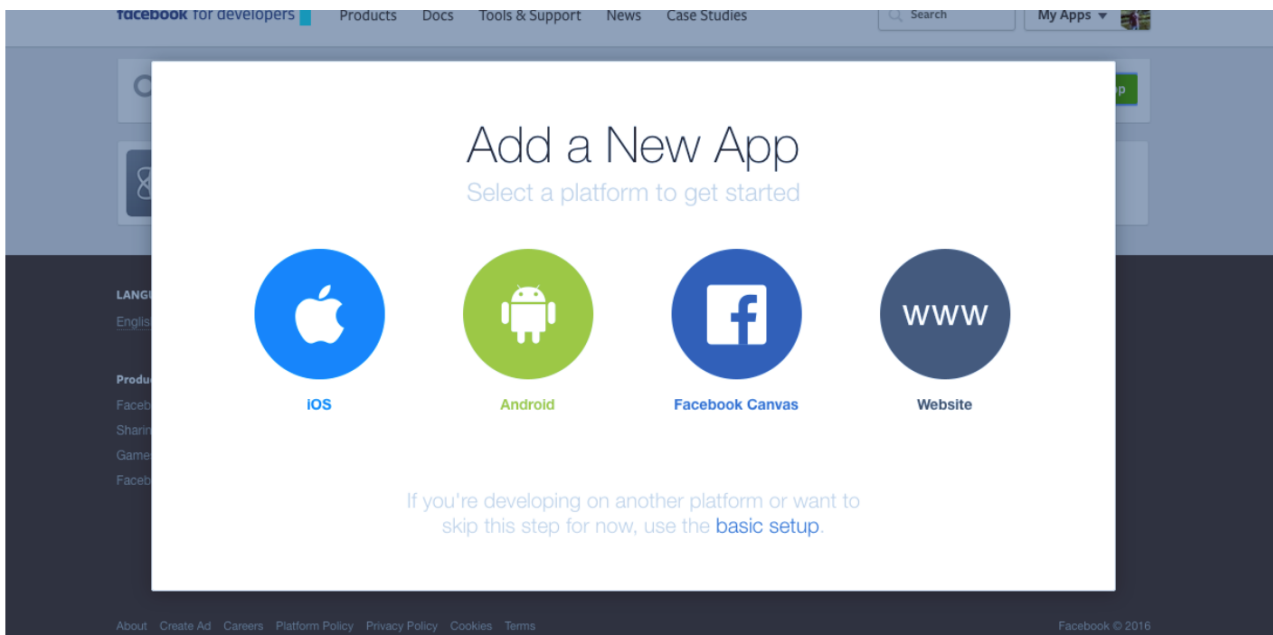 facebook for developers Products Docs Tools & Support News Case Studies Search My Apps
Add a New App
Select a platform to get started
www
iOS Android Facebook Canvas Website
If you're developing on another platform or want to
skip this step for now, use the basic setup.
About Create Ad Careers Platform Policy Privacy Policy Cookies Terms Facebook © 2016